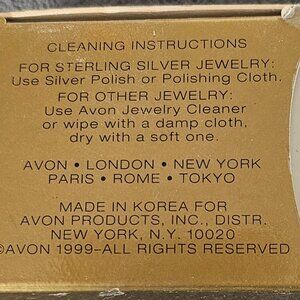 CLEANING INSTRUCTIONS
FOR STERLING SILVER JEWELRY:
Use Silver Polish or Polishing Cloth.
FOR OTHER JEWELRY:
Use Avon Jewelry Cleaner
or wipe with a damp cloth,
dry with a soft one.
AVON • LONDON • NEW YORK
PARIS • ROME • TOKYO
MADE IN KOREA FOR
AVON PRODUCTS, INC., DISTR.
NEW YORK, N.Y. 10020
©AVON 1999–ALL RIGHTS RESERVED